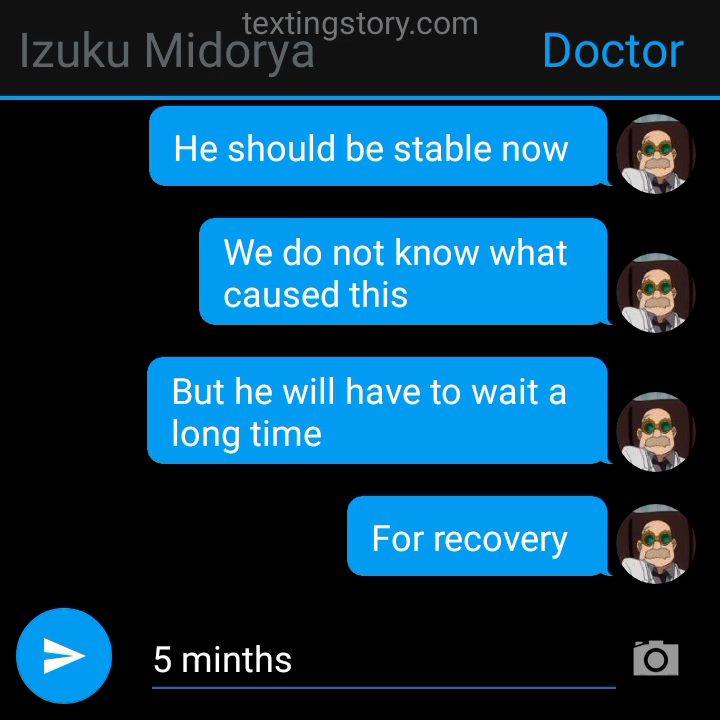 textingstory.com
Izuku Midorya
Doctor
He should be stable now
We do not know what
caused this
But he will have to wait a
long time
For recovery
5 minths